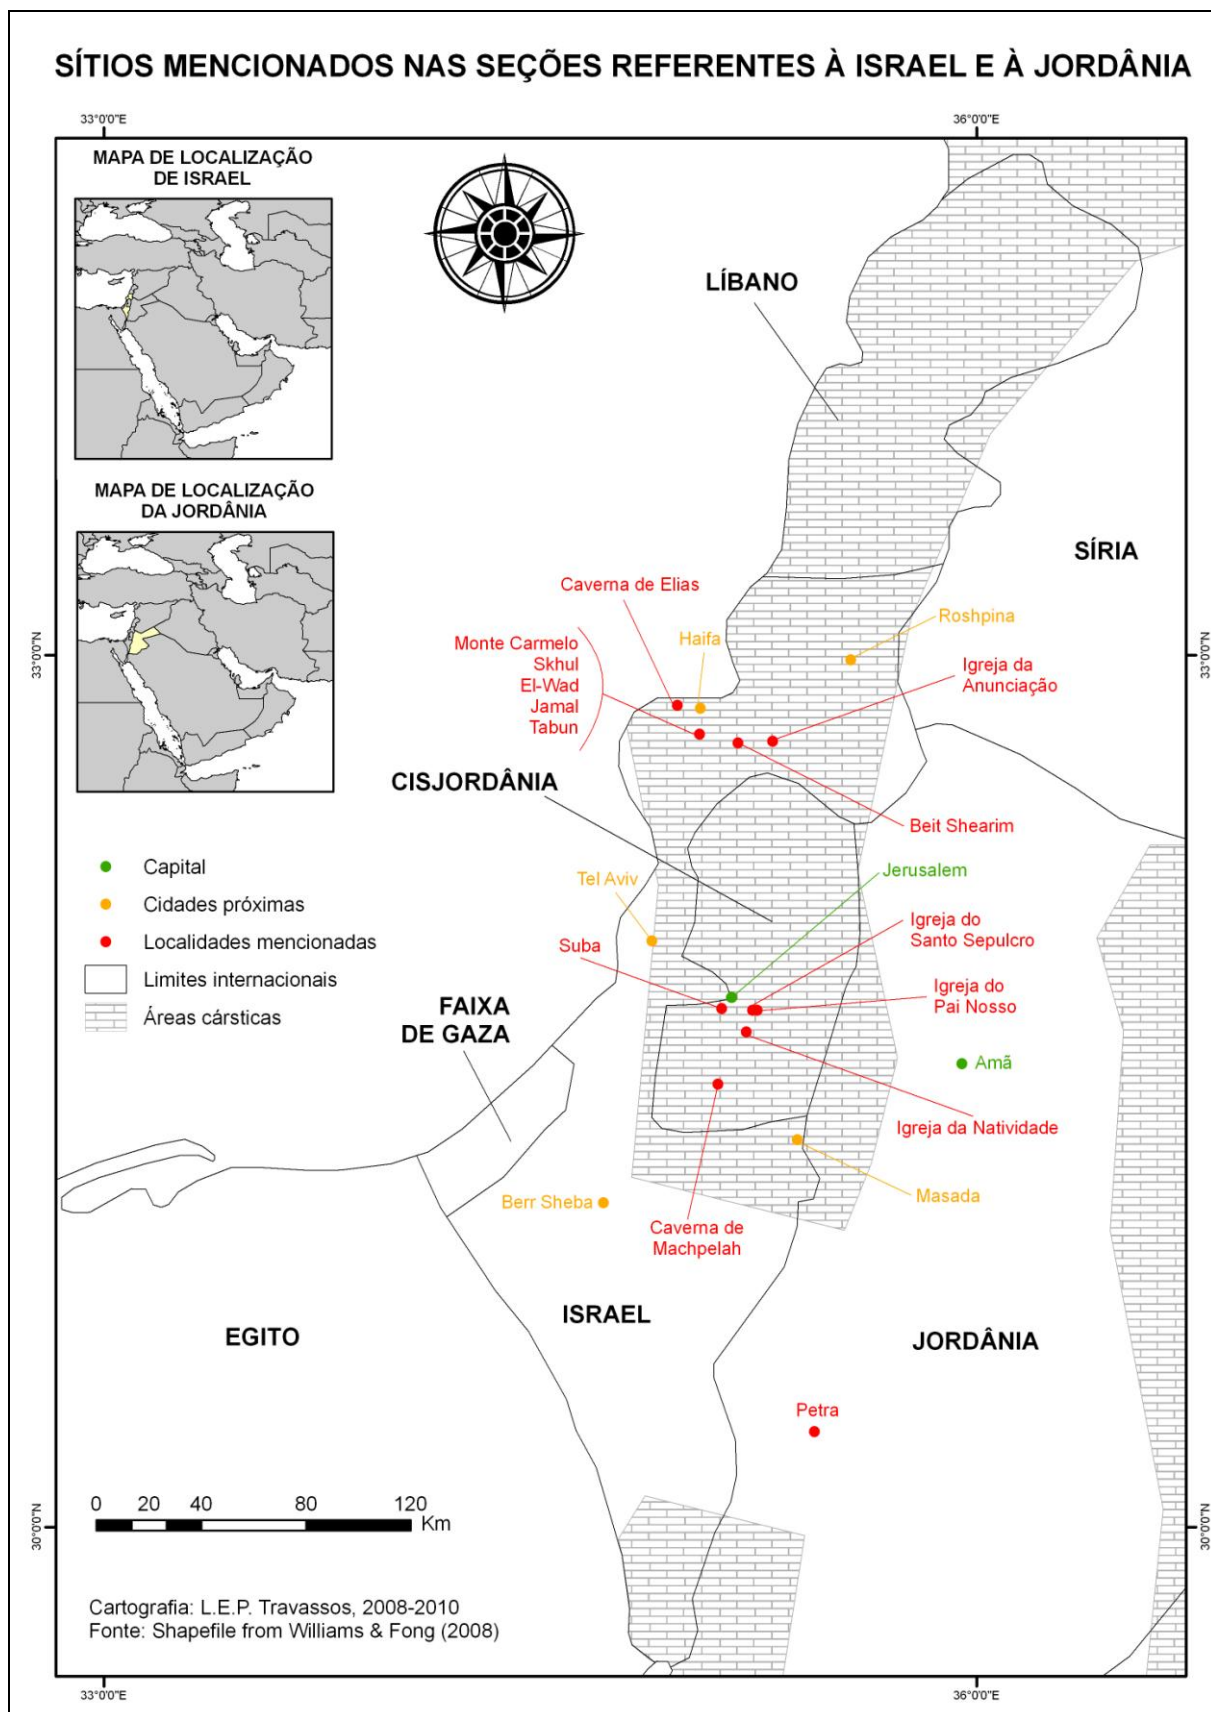 SÍTIOS MENCIONADOS NAS SEÇÕES REFERENTES À ISRAEL E À JORDÂNIA
33°0'0"E
36°0'0"E
MAPA DE LOCALIZAÇÃO
DE ISRAEL
MAPA DE LOCALIZAÇÃO
DA JORDÂNIA
LÍBANO
SÍRIA
Caverna de Elias
Haifa
Roshpina
33°0'0"N
33°0'0"N
Monte Carmelo
Skhul
El-Wad
Jamal
Tabun
Igreja da
Anunciação
CISJORDÂNIA
Beit Shearim
Capital
Cidades próximas
Localidades mencionadas
Limites internacionais
Áreas cársticas
Tel Aviv
Jerusalem
Suba
Igreja do
Santo Sepulcro
Igreja do
Pai Nosso
FAIXA
DE GAZA
Amã
Igreja da Natividade
Masada
Berr Sheba
Caverna de
Machpelah
ISRAEL
EGITO
JORDÂNIA
Petra
0 20 40 80 120
Km
30°0'0"N
30°0'0"N
Cartografia: L.E.P. Travassos, 2008-2010
Fonte: Shapefile from Williams & Fong (2008)
33°0'0"E
36°0'0"E